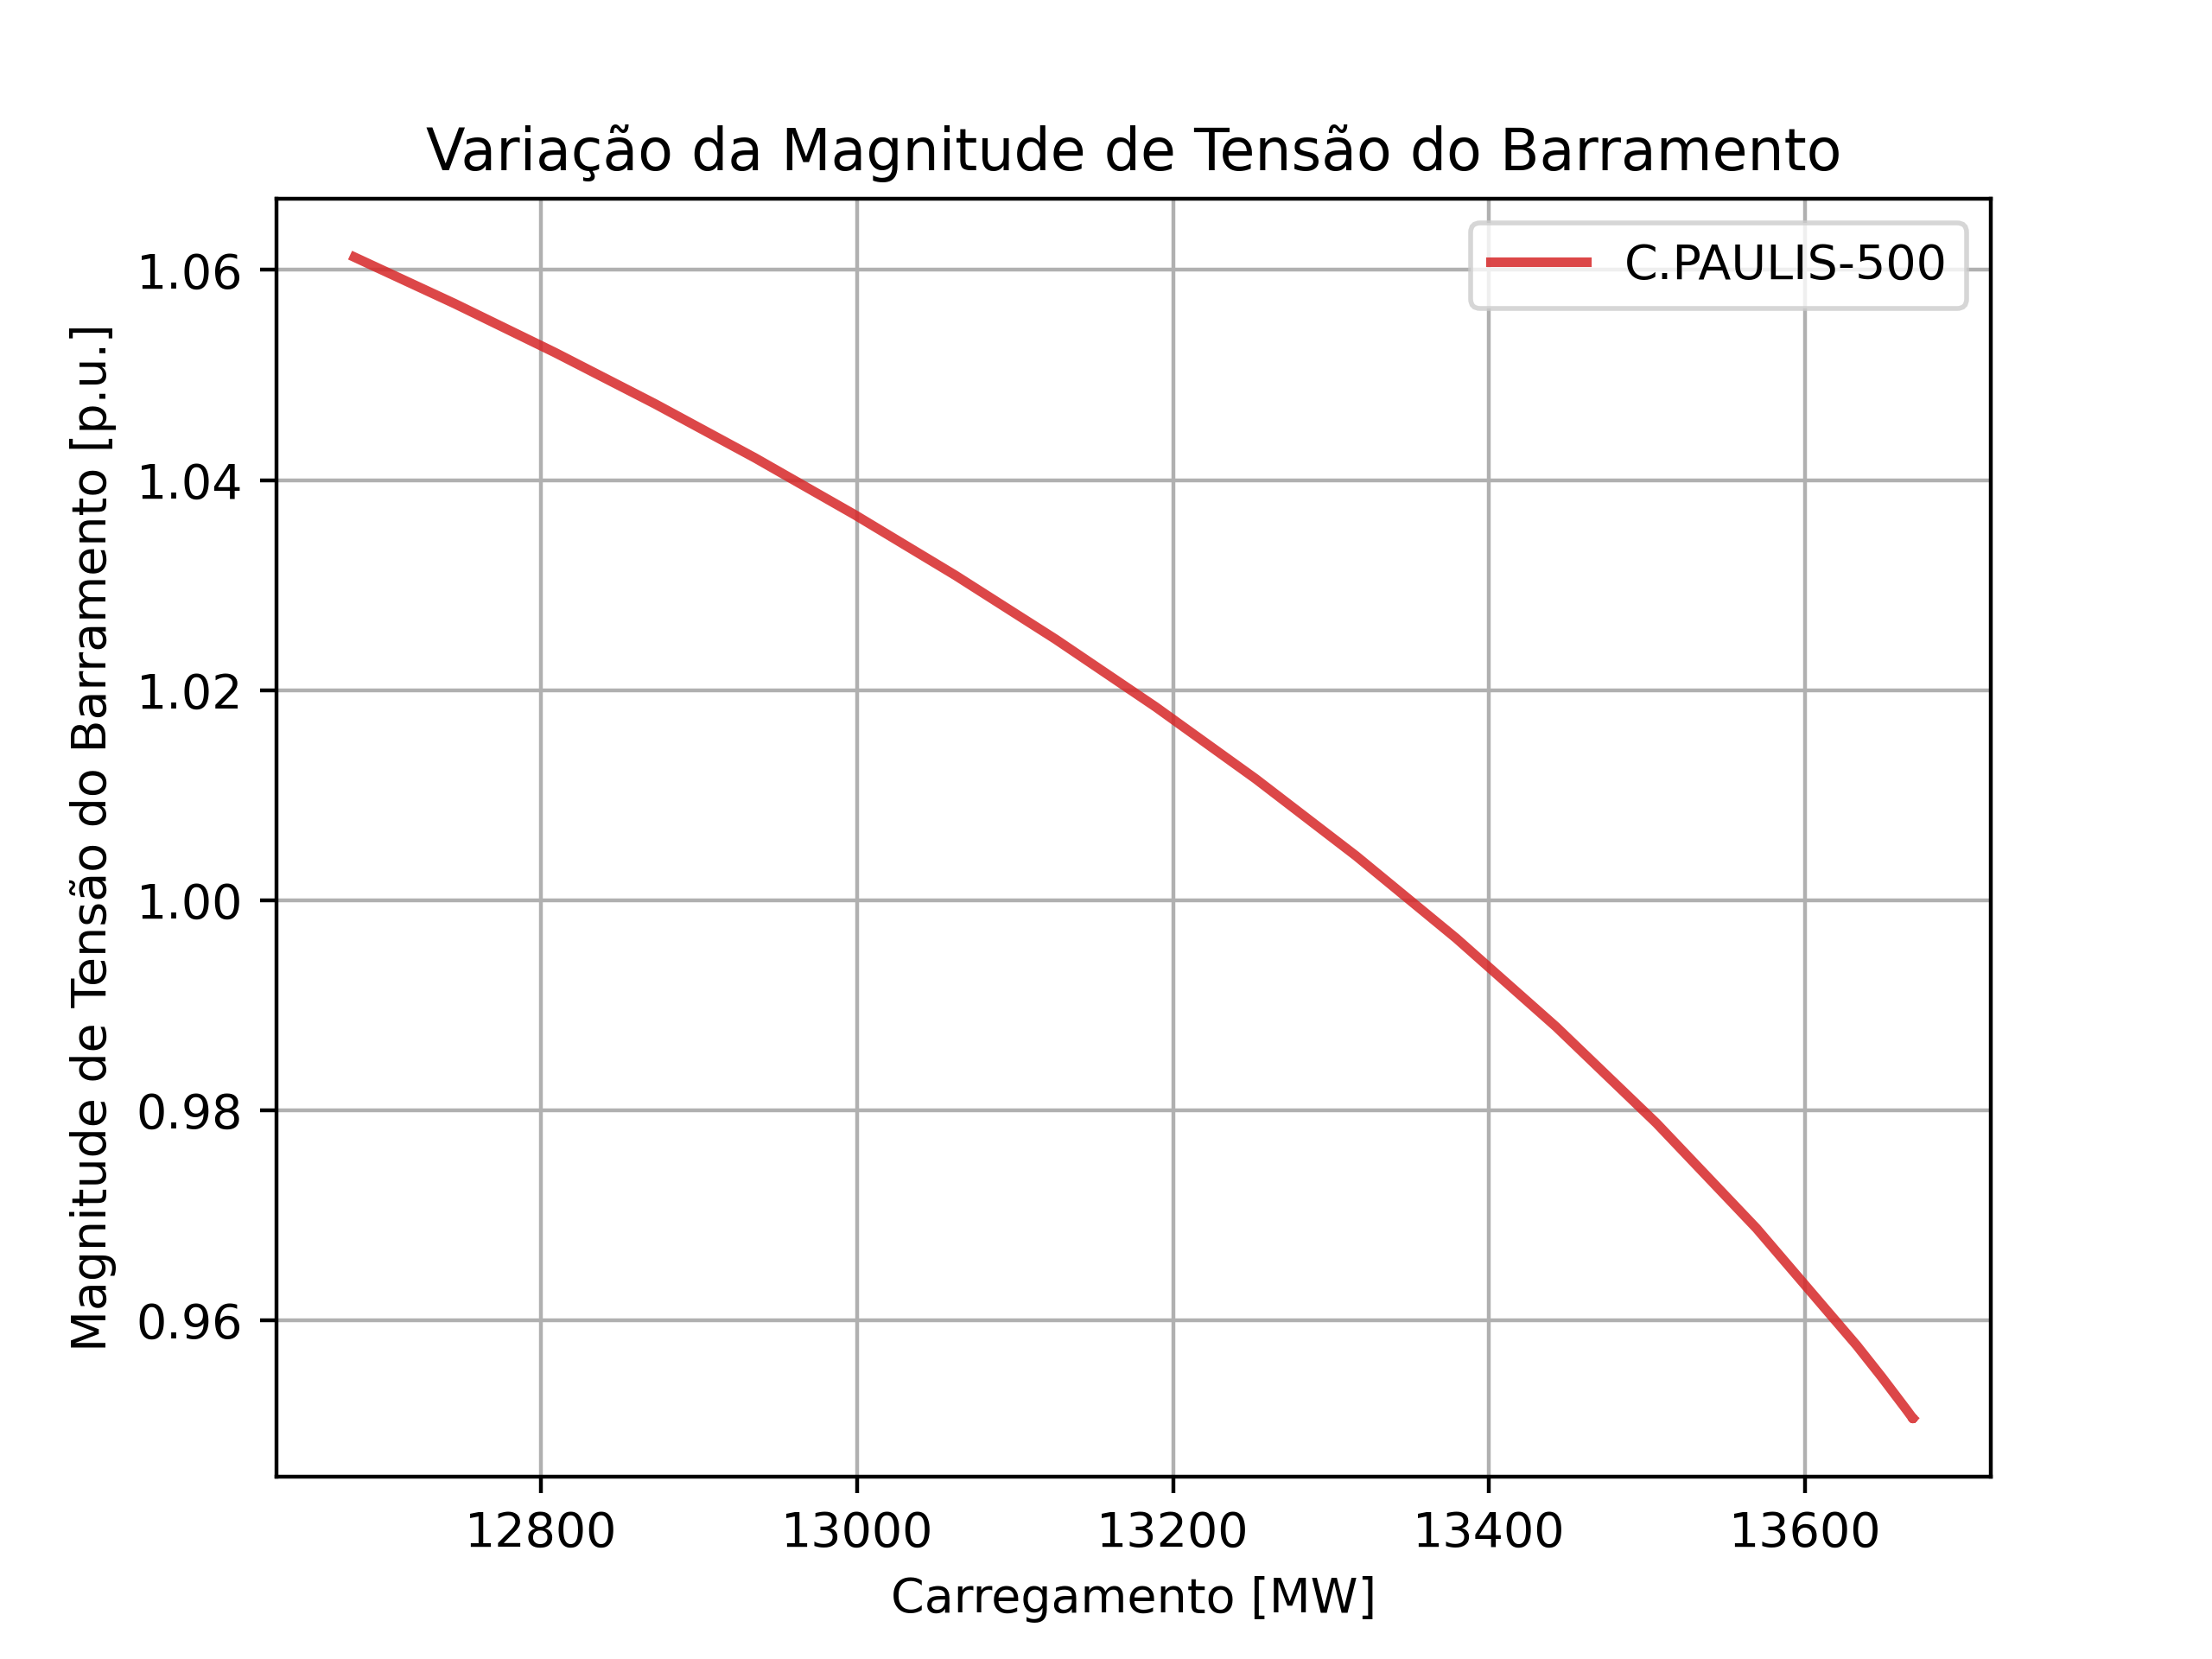 Variação da Magnitude de Tensão do Barramento
C.PAULIS-500
Magnitude de Tensão do Barramento [p.u.]
1.06
1.04
1.02
1.00
0.98
0.96
12800 13000 13200 13400 13600
Carregamento [MW]